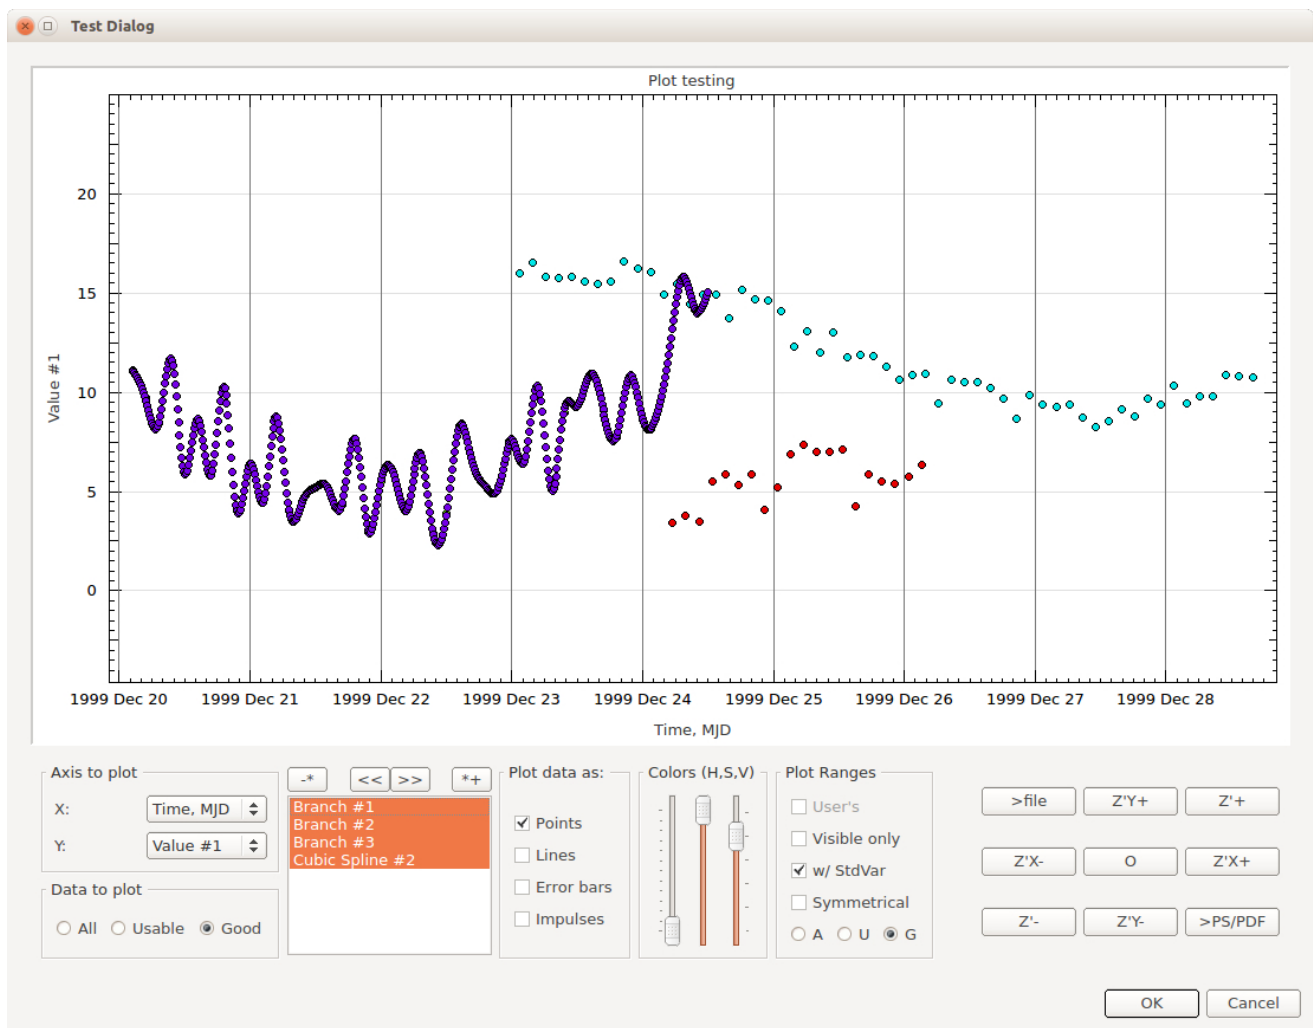 Test Dialog
Plot testing
20
15
10
5
0
Value #1
1999 Dec 20 1999 Dec 21 1999 Dec 22 1999 Dec 23 1999 Dec 24 1999 Dec 25 1999 Dec 26 1999 Dec 27 1999 Dec 28
Time, MJD
Axis to plot
X: Time, MJD
Y: Value #1
Data to plot
All Usable Good
-* << >> *+
Branch #1
Branch #2
Branch #3
Cubic Spline #2
Plot data as:
Points
Lines
Error bars
Impulses
Colors (H,S,V)
Plot Ranges
User's
Visible only
w/ StdVar
Symmetrical
A U G
>file Z'Y+ Z'+
Z'X- O Z'X+
Z'- Z'Y- >PS/PDF
OK Cancel